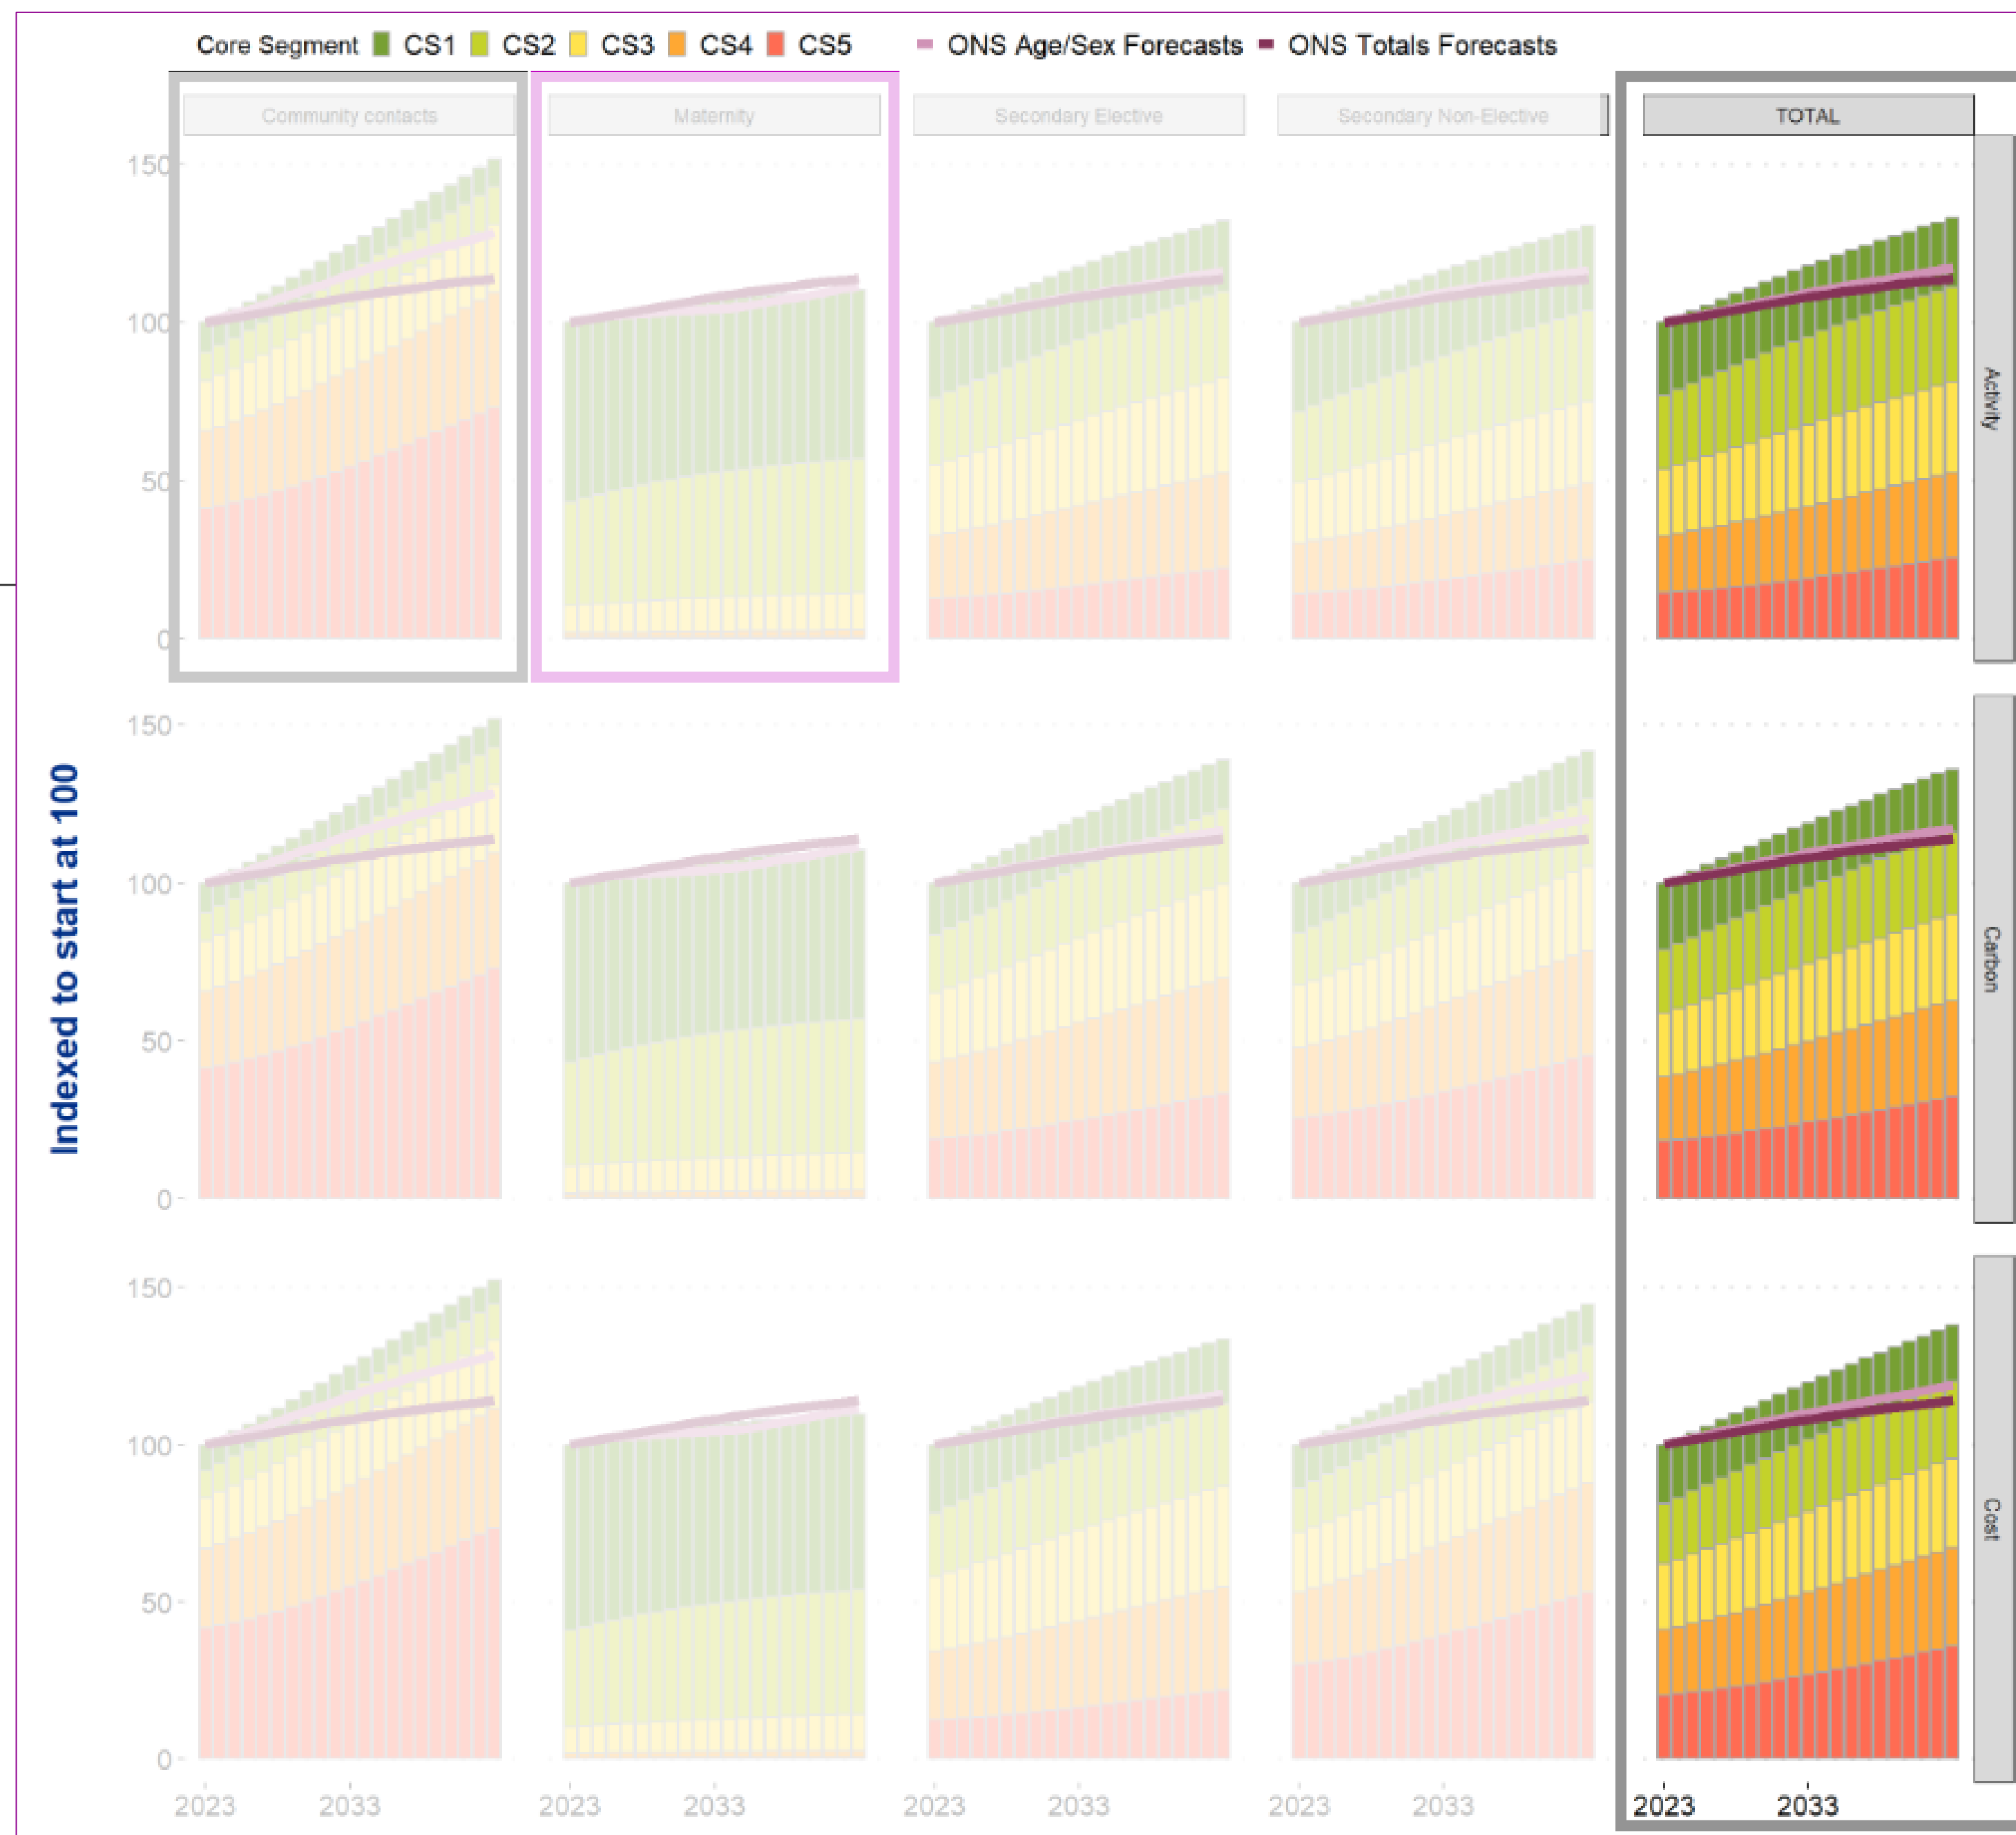 Core Segment CS1 CS2 CS3 CS4 CS5 ONS Age/Sex Forecasts ONS Totals Forecasts
Community contacts Maternity Secondary Elective Secondary Non-Elective TOTAL
150
100
50
0
Activity
Indexed to start at 100
150
100
50
0
Carbon
150
100
50
0
Cost
2023 2033 2023 2033 2023 2033 2023 2033 2023 2033